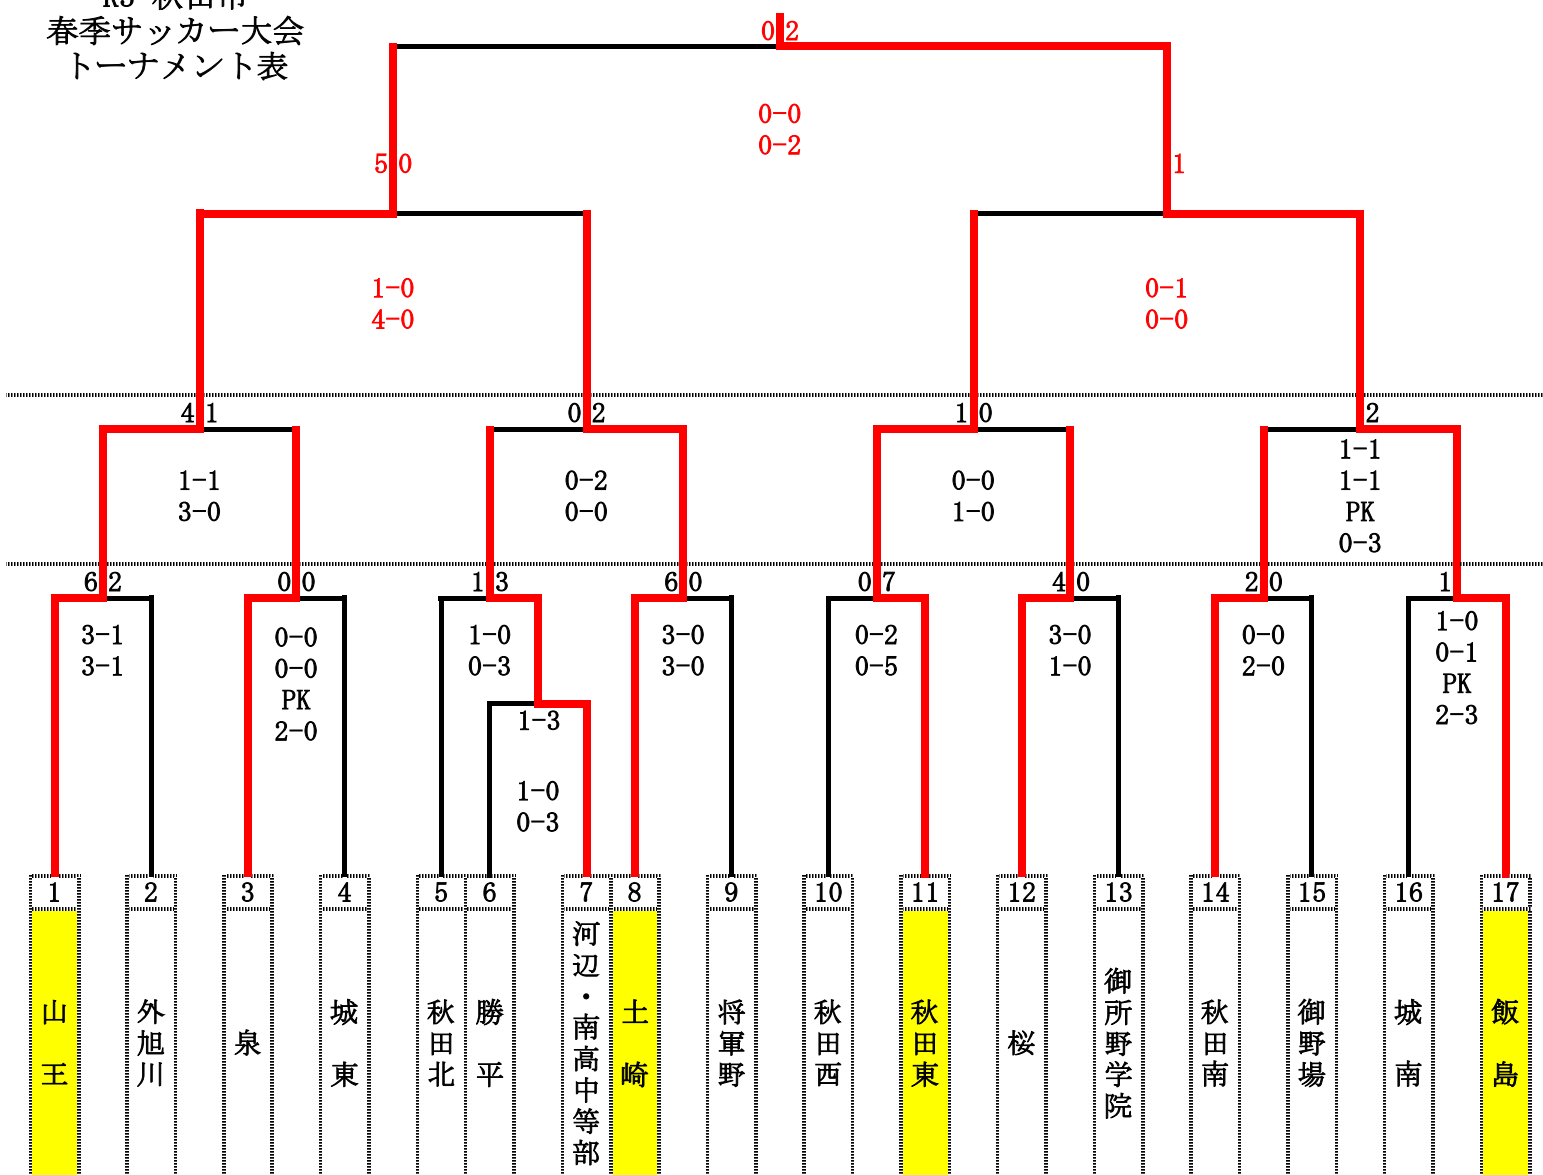 R5 秋田市
春季サッカー大会
トーナメント表
0 2
0-0
0-2
5 0
1
1-0
4-0
0-1
0-0
4 1
0 2
1 0
2
1-1
3-0
0-2
0-0
0-0
1-0
1-1
1-1
PK
0-3
6 2
0 0
1 3
6 0
0 7
4 0
2 0
1
3-1
3-1
0-0
0-0
PK
2-0
1-0
0-3
3-0
3-0
0-2
0-5
3-0
1-0
0-0
2-0
1-0
0-1
PK
2-3
1-3
1-0
0-3
1
2
3
4
5
6
7
8
9
10
11
12
13
14
15
16
17
山王
外旭川
泉
城東
秋田北
勝平
河辺・南高中等部
土崎
将軍野
秋田西
秋田東
桜
御所野学院
秋田南
御野場
城南
飯島